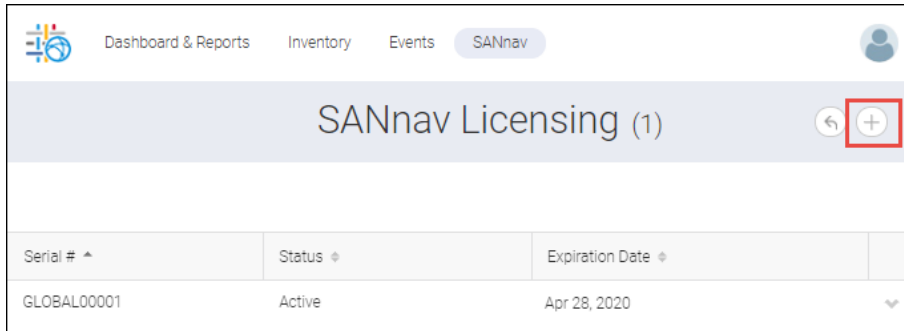 Dashboard & Reports Inventory Events SANnav
SANnav Licensing (1)
Serial # Status Expiration Date
GLOBAL00001 Active Apr 28, 2020